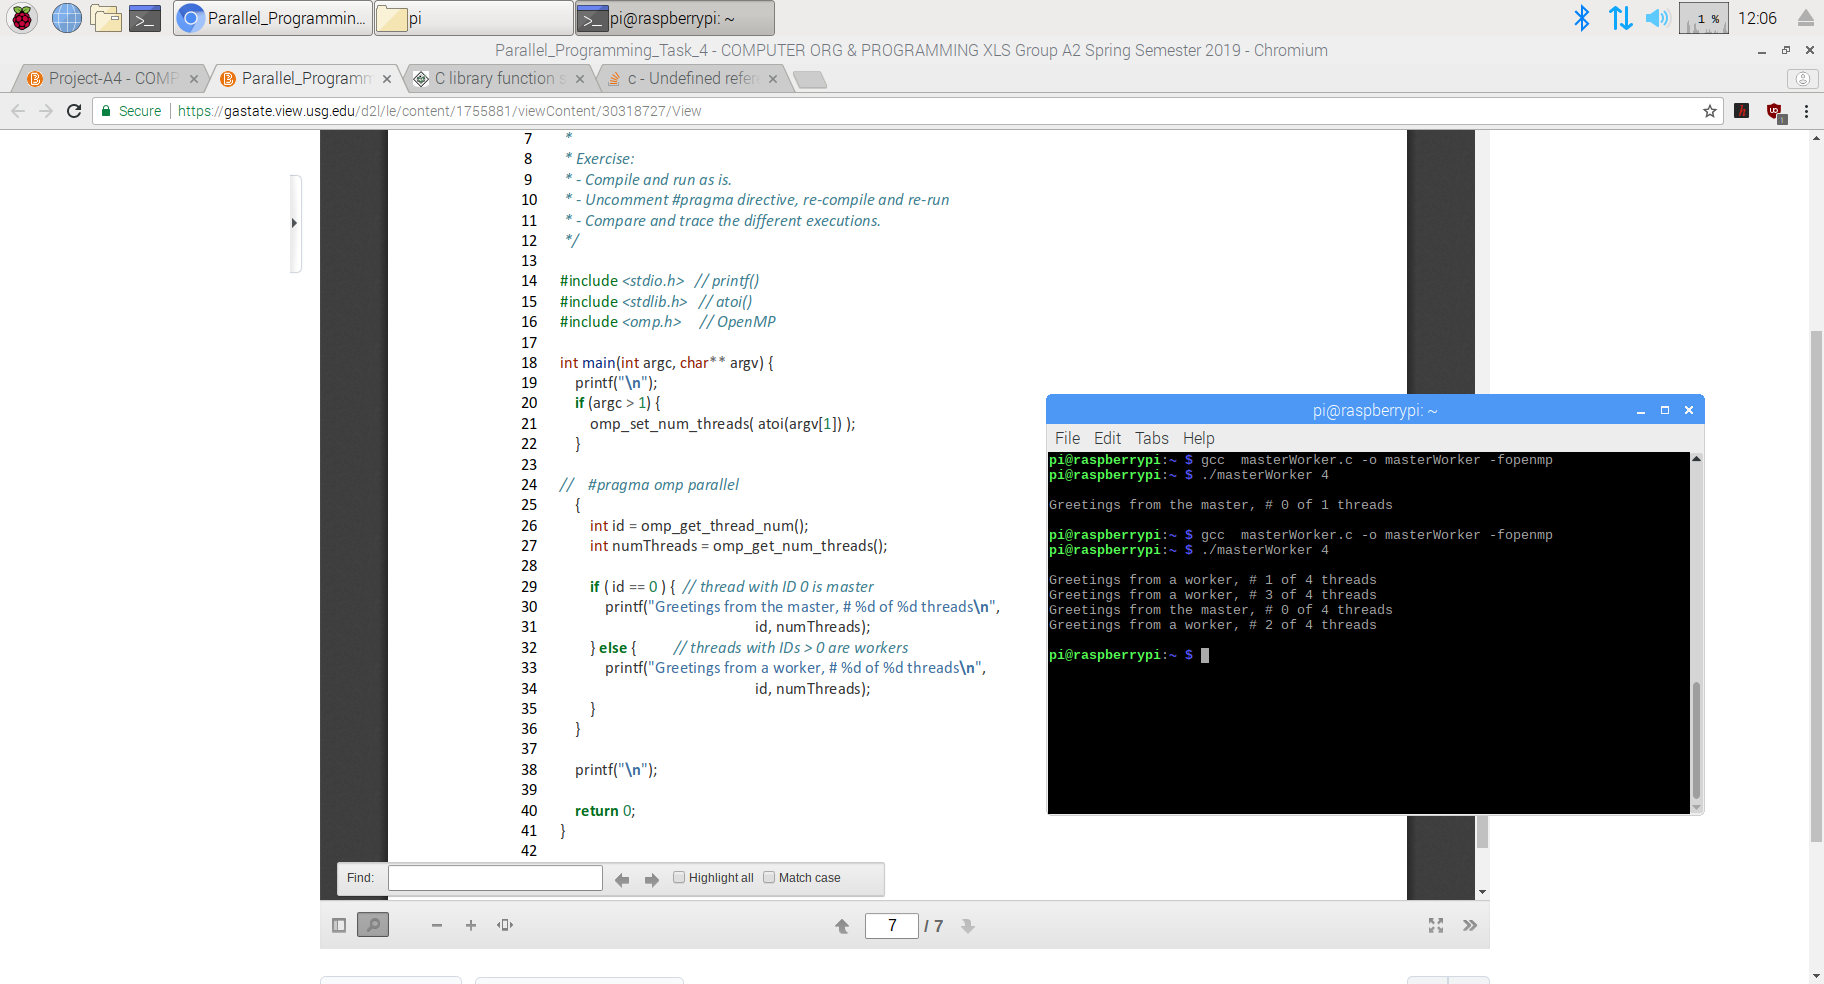 Parallel_Programmin...
pi
pi@raspberrypi: ~
1 %
12:06
Parallel_Programming_Task_4 - COMPUTER ORG & PROGRAMMING XLS Group A2 Spring Semester 2019 - Chromium
Project-A4 - COMP
Parallel_Programm
C library function s
c - Undefined refer
Secure
https://gastate.view.usg.edu/d2l/le/content/1755881/viewContent/30318727/View
7 *
8 * Exercise:
9 * - Compile and run as is.
10 * - Uncomment #pragma directive, re-compile and re-run
11 * - Compare and trace the different executions.
12 */
13
14 #include <stdio.h> // printf()
15 #include <stdlib.h> // atoi()
16 #include <omp.h> // OpenMP
17
18 int main(int argc, char** argv) {
19 printf("\n");
20 if (argc > 1) {
21 omp_set_num_threads( atoi(argv[1]) );
22 }
23
24 // #pragma omp parallel
25 {
26 int id = omp_get_thread_num();
27 int numThreads = omp_get_num_threads();
28
29 if ( id == 0 ) { // thread with ID 0 is master
30 printf("Greetings from the master, # %d of %d threads\n",
31 id, numThreads);
32 } else { // threads with IDs > 0 are workers
33 printf("Greetings from a worker, # %d of %d threads\n",
34 id, numThreads);
35 }
36 }
37
38 printf("\n");
39
40 return 0;
41 }
42
pi@raspberrypi: ~
File Edit Tabs Help
pi@raspberrypi:~ $ gcc  masterWorker.c -o masterWorker -fopenmp
pi@raspberrypi:~ $ ./masterWorker 4
Greetings from the master, # 0 of 1 threads
pi@raspberrypi:~ $ gcc  masterWorker.c -o masterWorker -fopenmp
pi@raspberrypi:~ $ ./masterWorker 4
Greetings from a worker, # 1 of 4 threads
Greetings from a worker, # 3 of 4 threads
Greetings from the master, # 0 of 4 threads
Greetings from a worker, # 2 of 4 threads
pi@raspberrypi:~ $
Find:
Highlight all
Match case
7 / 7